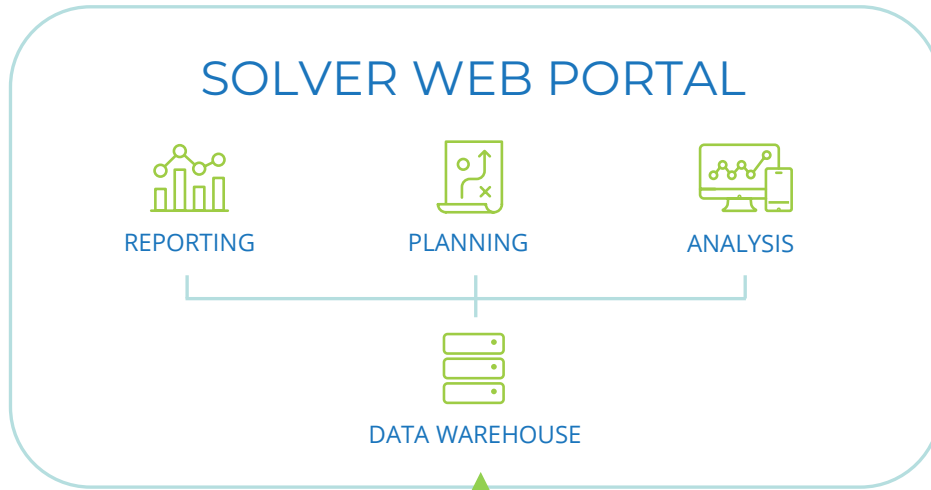 SOLVER WEB PORTAL
REPORTING
PLANNING
ANALYSIS
DATA WAREHOUSE